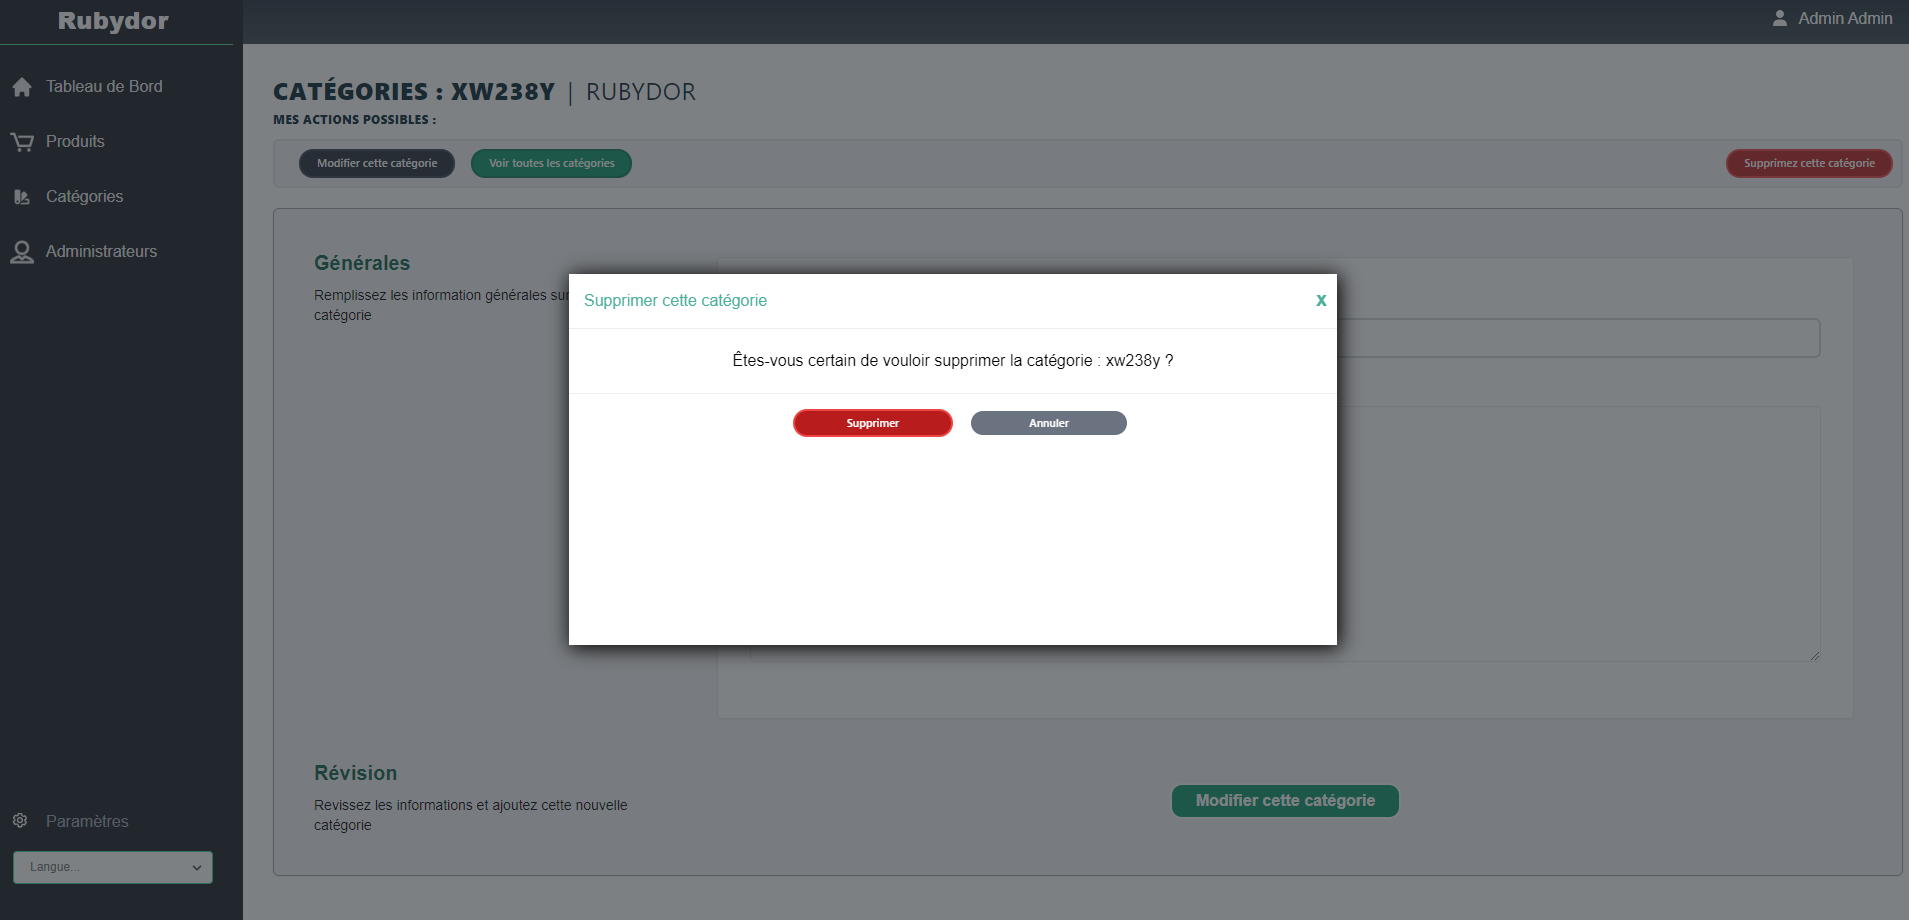 Rubydor
Admin Admin
Tableau de Bord
Produits
Catégories
Administrateurs
CATÉGORIES : XW238Y | RUBYDOR
MES ACTIONS POSSIBLES :
Modifier cette catégorie
Voir toutes les catégories
Supprimez cette catégorie
Générales
Remplissez les information générales sur
catégorie
Supprimer cette catégorie
X
Êtes-vous certain de vouloir supprimer la catégorie : xw238y ?
Supprimer
Annuler
Révision
Revissez les informations et ajoutez cette nouvelle
catégorie
Modifier cette catégorie
Paramètres
Langue...